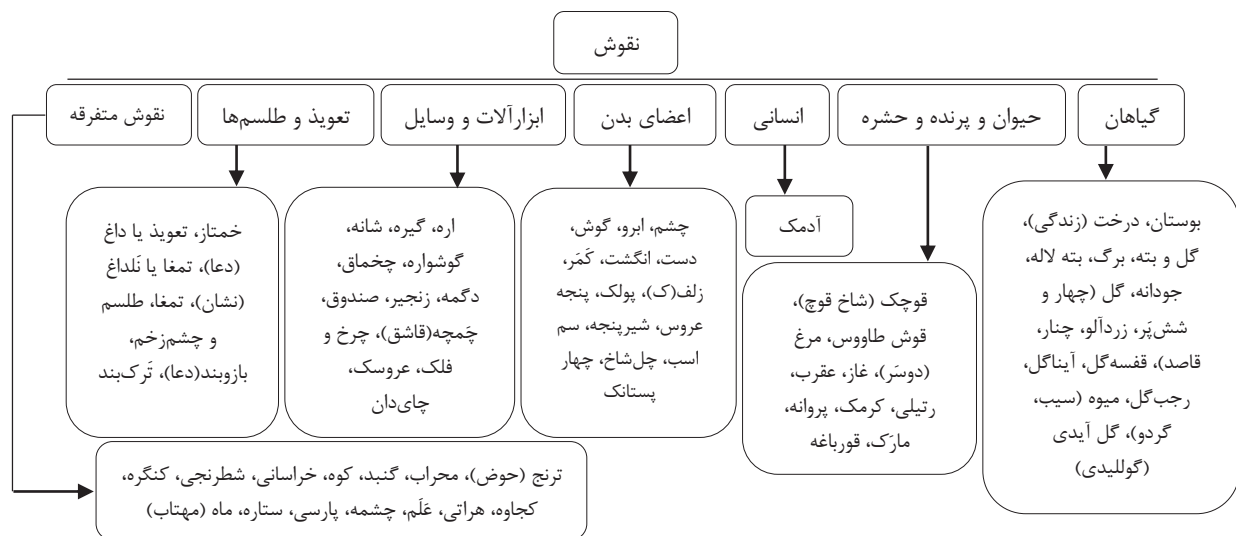 نقوش
گیاهان
حیوان و پرنده و حشره
انسانی
اعضای بدن
ابزارآلات و وسایل
تعویذ و طلسم‌ها
نقوش متفرقه
بوستان، درخت (زندگی)،
گل و بته، برگ، بته لاله،
جودانه، گل (چهار و
شش‌پَر، زردآلو، چنار،
قاصد)، قفسه‌گل، آیناگل،
رجب‌گل، میوه (سیب،
گردو)، گل آیدی
(گوللیدی)
قوچک (شاخ قوچ)،
قوش طاووس، مرغ
(دوسَر)، غاز، عقرب،
رتیلی، کرمک، پروانه،
مارَک، قورباغه
آدمک
چشم، ابرو، گوش،
دست، انگشت، کَمَر،
زلف(ک)، پولک، پنجه
عروس، شیرپنجه، سم
اسب، چل‌شاخ، چهار
پستانک
اره، گیره، شانه،
گوشواره، چخماق،
دگمه، زنجیر، صندوق،
چَمچه(قاشق)، چرخ و
فلک، عروسک،
چای‌دان
خمتاز، تعویذ یا داغ
(دعا)، تمغا یا نَلداغ
(نشان)، تمغا، طلسم
و چشم‌زخم،
بازوبند(دعا)، تَرک‌بند
ترنج (حوض)، محراب، گنبد، کوه، خراسانی، شطرنجی، کنگره،
کجاوه، هراتی، عَلَم، چشمه، پارسی، ستاره، ماه (مهتاب)